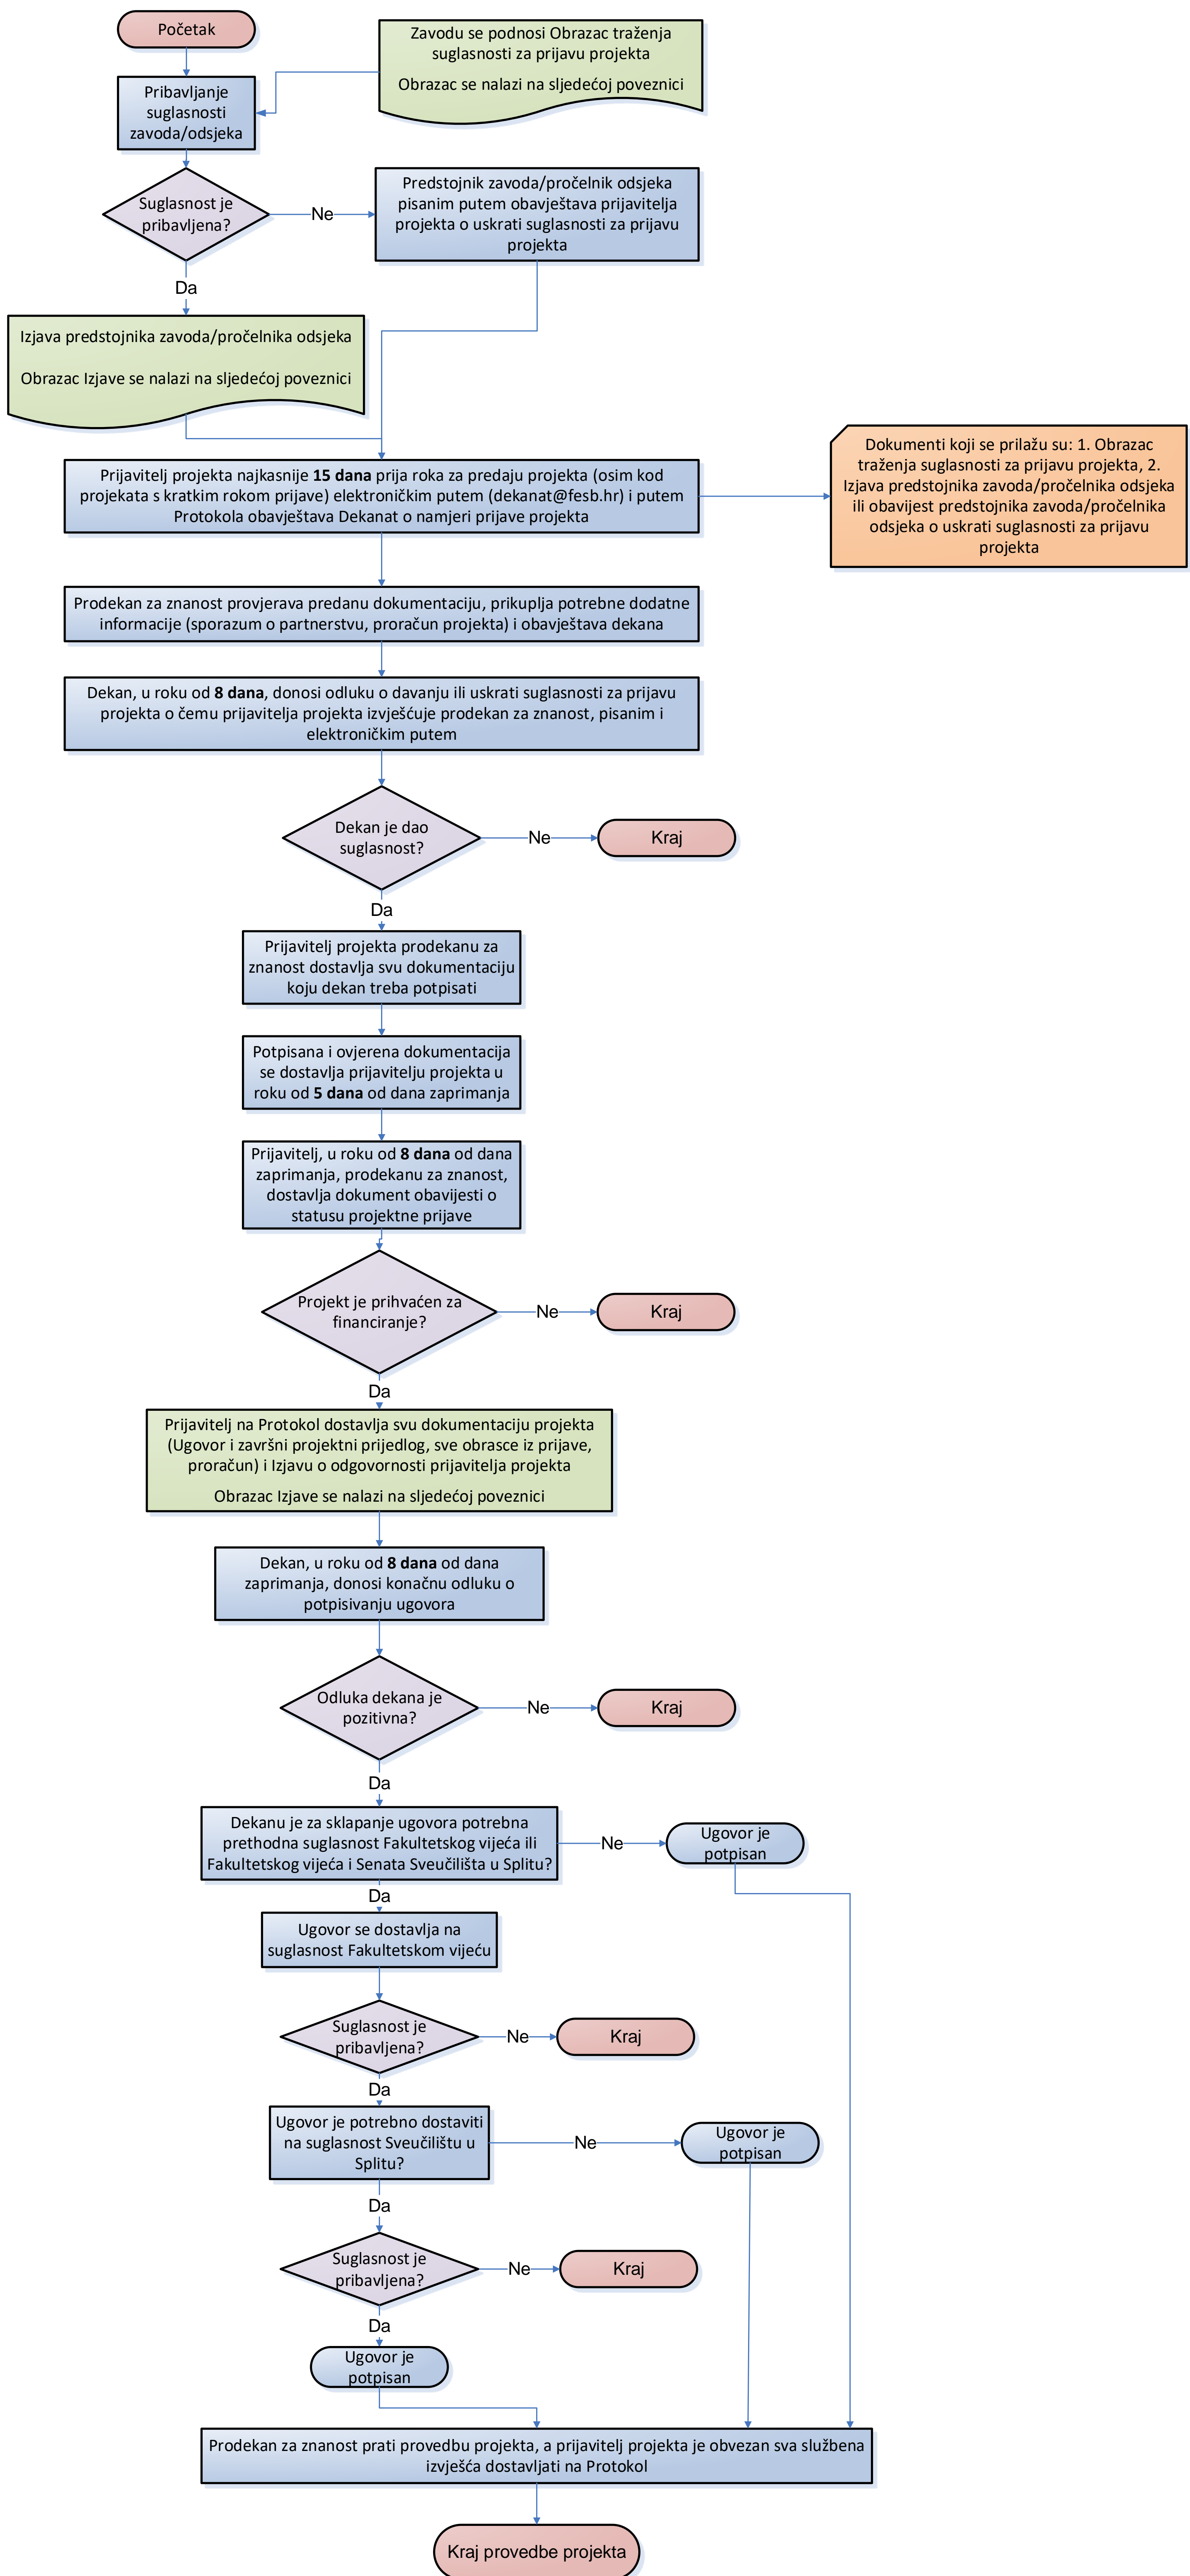 Početak
Zavodu se podnosi Obrazac traženja
suglasnosti za prijavu projekta
Obrazac se nalazi na sljedećoj poveznici
Pribavljanje
suglasnosti
zavoda/odsjeka
Suglasnost je
pribavljena?
Ne
Predstojnik zavoda/pročelnik odsjeka
pisanim putem obavještava prijavitelja
projekta o uskrati suglasnosti za prijavu
projekta
Da
Izjava predstojnika zavoda/pročelnika odsjeka
Obrazac Izjave se nalazi na sljedećoj poveznici
Prijavitelj projekta najkasnije 15 dana prija roka za predaju projekta (osim kod
projekata s kratkim rokom prijave) elektroničkim putem (dekanat@fesb.hr) i putem
Protokola obavještava Dekanat o namjeri prijave projekta
Dokumenti koji se prilažu su: 1. Obrazac
traženja suglasnosti za prijavu projekta, 2.
Izjava predstojnika zavoda/pročelnika odsjeka
ili obavijest predstojnika zavoda/pročelnika
odsjeka o uskrati suglasnosti za prijavu
projekta
Prodekan za znanost provjerava predanu dokumentaciju, prikuplja potrebne dodatne
informacije (sporazum o partnerstvu, proračun projekta) i obavještava dekana
Dekan, u roku od 8 dana, donosi odluku o davanju ili uskrati suglasnosti za prijavu
projekta o čemu prijavitelja projekta izvješćuje prodekan za znanost, pisanim i
elektroničkim putem
Dekan je dao
suglasnost?
Ne
Kraj
Da
Prijavitelj projekta prodekanu za
znanost dostavlja svu dokumentaciju
koju dekan treba potpisati
Potpisana i ovjerena dokumentacija
se dostavlja prijavitelju projekta u
roku od 5 dana od dana zaprimanja
Prijavitelj, u roku od 8 dana od dana
zaprimanja, prodekanu za znanost,
dostavlja dokument obavijesti o
statusu projektne prijave
Projekt je prihvaćen za
financiranje?
Ne
Kraj
Da
Prijavitelj na Protokol dostavlja svu dokumentaciju projekta
(Ugovor i završni projektni prijedlog, sve obrasce iz prijave,
proračun) i Izjavu o odgovornosti prijavitelja projekta
Obrazac Izjave se nalazi na sljedećoj poveznici
Dekan, u roku od 8 dana od dana
zaprimanja, donosi konačnu odluku o
potpisivanju ugovora
Odluka dekana je
pozitivna?
Ne
Kraj
Da
Dekanu je za sklapanje ugovora potrebna
prethodna suglasnost Fakultetskog vijeća ili
Fakultetskog vijeća i Senata Sveučilišta u Splitu?
Ne
Ugovor je
potpisan
Da
Ugovor se dostavlja na
suglasnost Fakultetskom vijeću
Suglasnost je
pribavljena?
Ne
Kraj
Da
Ugovor je potrebno dostaviti
na suglasnost Sveučilištu u
Splitu?
Ne
Ugovor je
potpisan
Da
Suglasnost je
pribavljena?
Ne
Kraj
Da
Ugovor je
potpisan
Prodekan za znanost prati provedbu projekta, a prijavitelj projekta je obvezan sva službena
izvješća dostavljati na Protokol
Kraj provedbe projekta